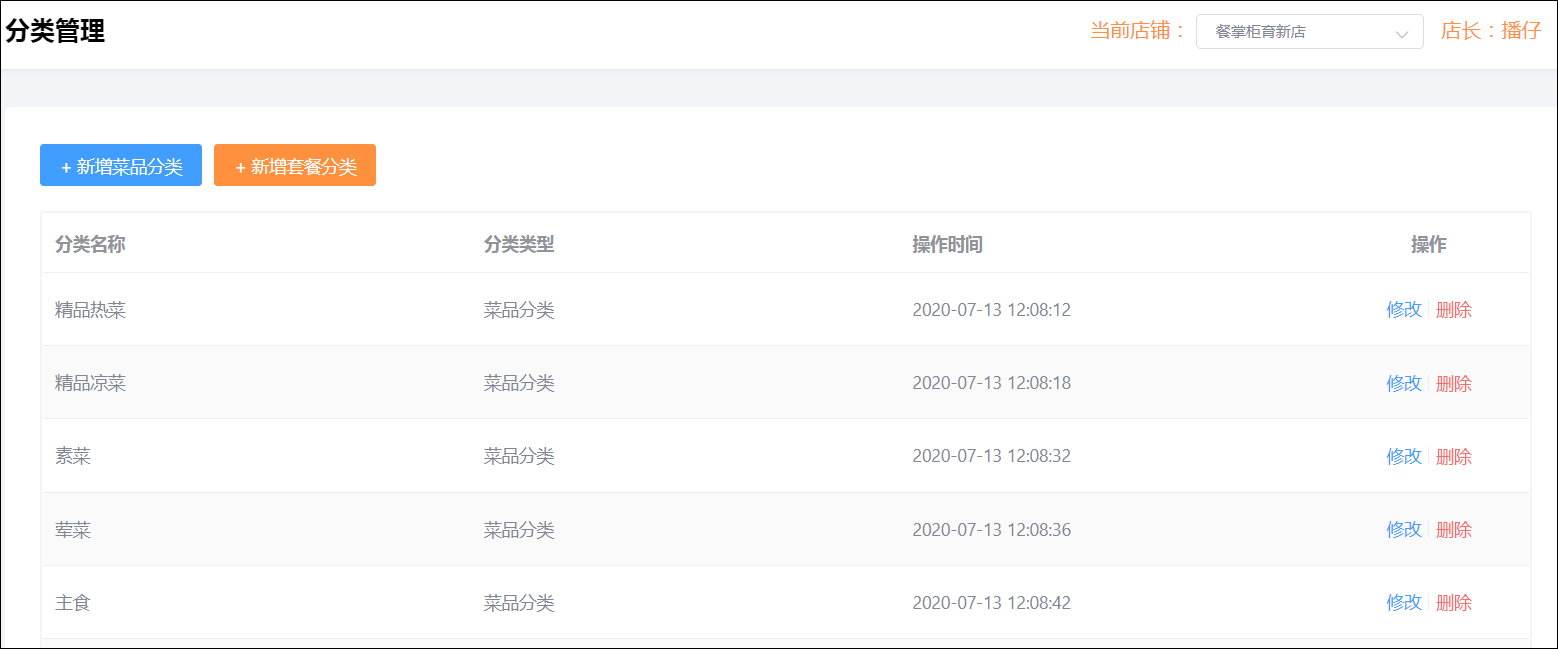 分类管理 当前店铺： 餐掌柜育新店 店长：播仔
+ 新增菜品分类 + 新增套餐分类
分类名称 分类类型 操作时间 操作
精品热菜 菜品分类 2020-07-13 12:08:12 修改 删除
精品凉菜 菜品分类 2020-07-13 12:08:18 修改 删除
素菜 菜品分类 2020-07-13 12:08:32 修改 删除
荤菜 菜品分类 2020-07-13 12:08:36 修改 删除
主食 菜品分类 2020-07-13 12:08:42 修改 删除